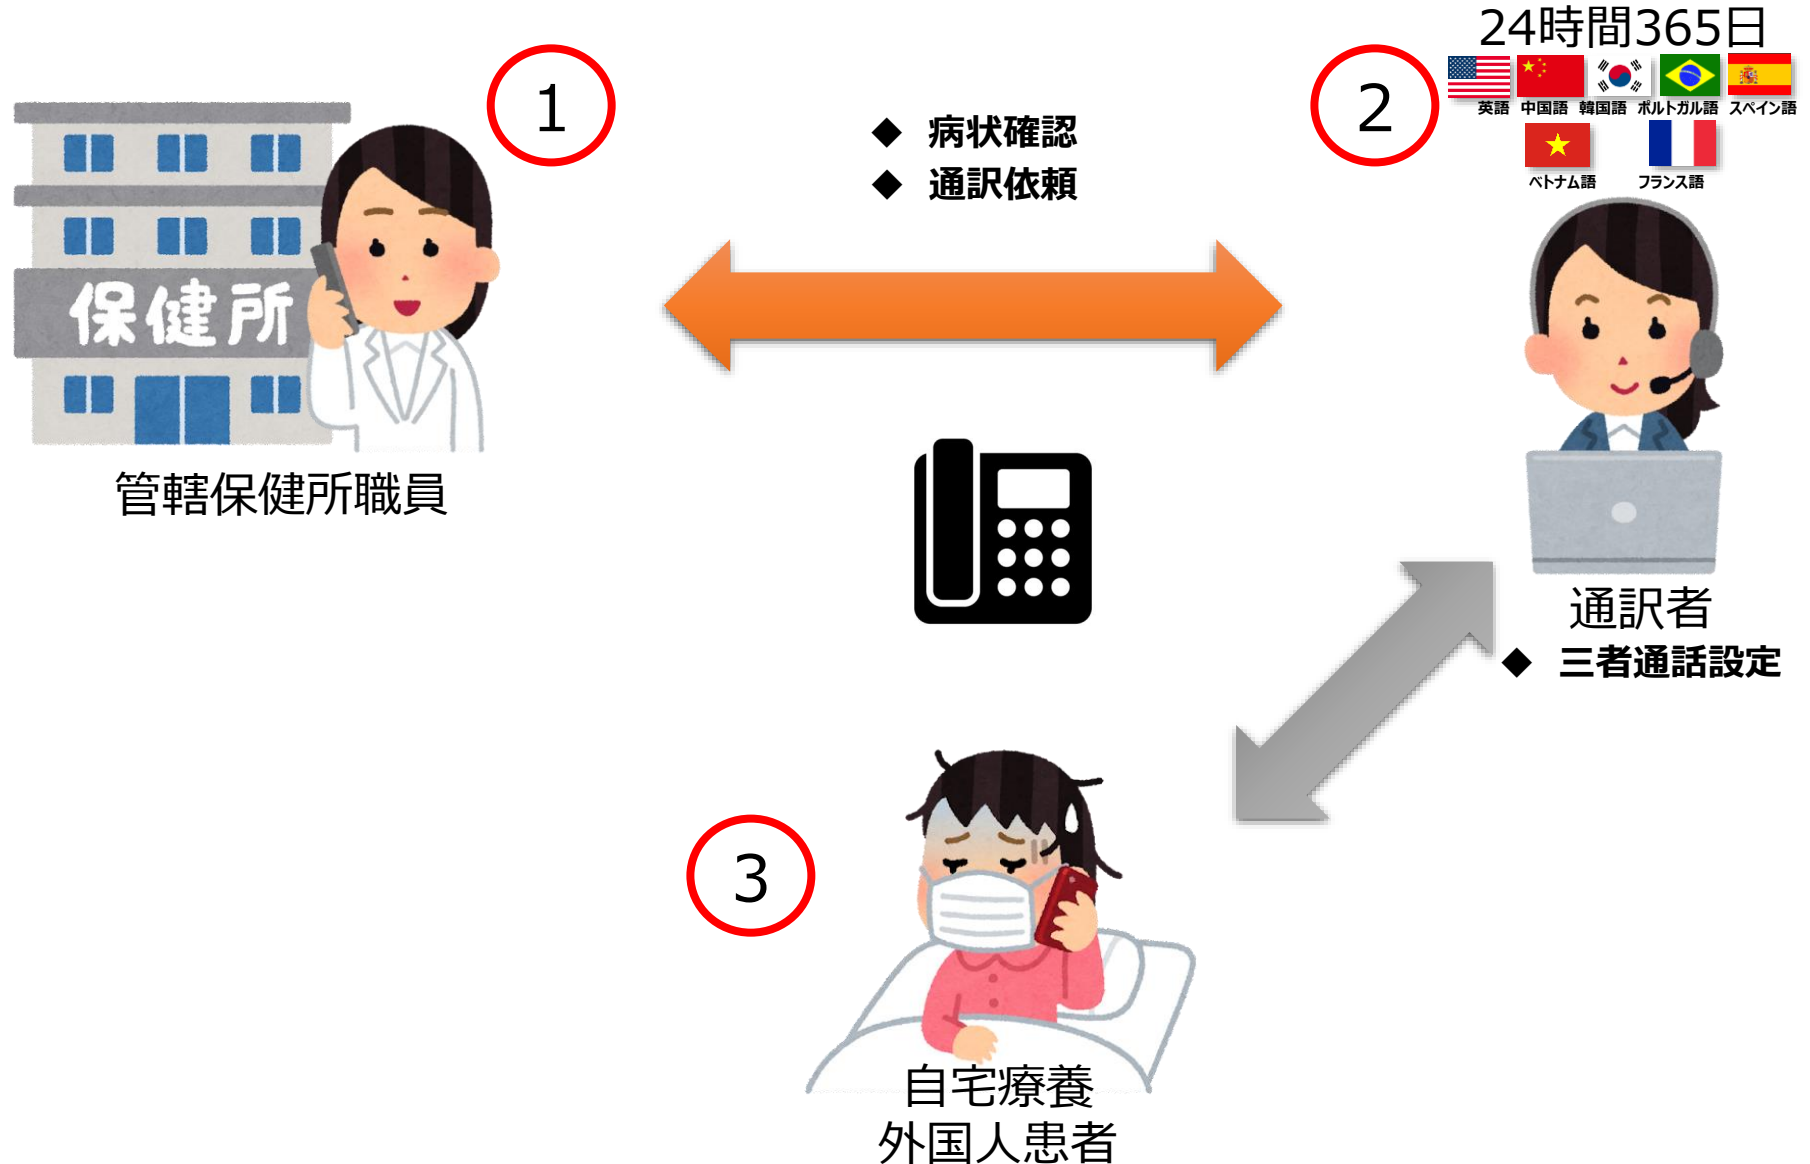 24時間365日
①
②
英語 中国語 韓国語 ポルトガル語 スペイン語
ベトナム語 フランス語
◆ 病状確認
◆ 通訳依頼
保健所
管轄保健所職員
通訳者
◆ 三者通話設定
③
自宅療養
外国人患者